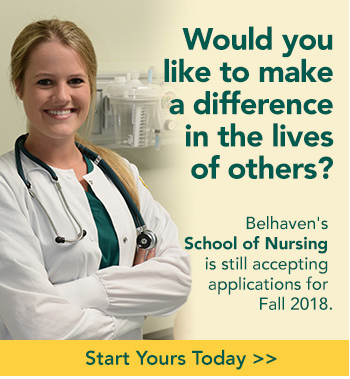 Would you
like to make
a difference
in the lives
of others?
Belhaven's
School of Nursing
is still accepting
applications for
Fall 2018.
Start Yours Today >>